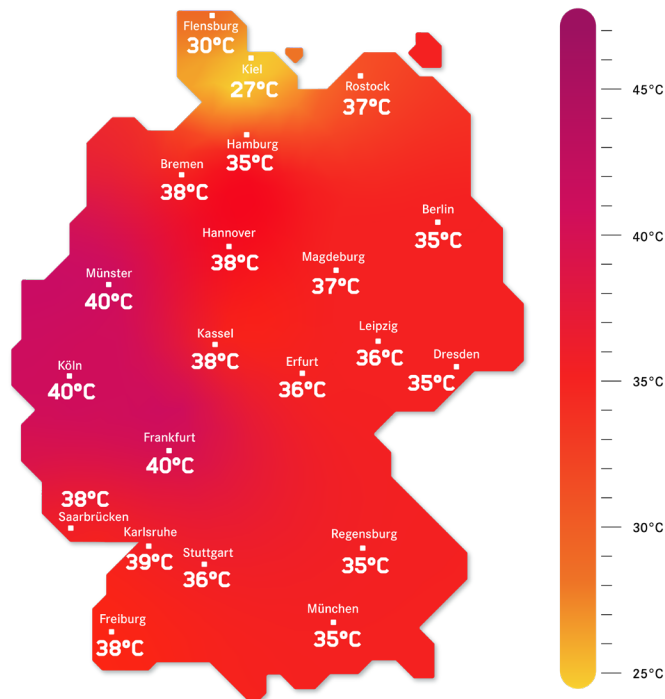 Flensburg
30°C
Kiel
27°C
Rostock
37°C
Hamburg
35°C
Bremen
38°C
Berlin
35°C
Hannover
38°C
Magdeburg
37°C
Münster
40°C
Kassel
38°C
Leipzig
36°C
Erfurt
36°C
Dresden
35°C
Köln
40°C
Frankfurt
40°C
38°C
Saarbrücken
Karlsruhe
39°C
Stuttgart
36°C
Regensburg
35°C
Freiburg
38°C
München
35°C
45°C
40°C
35°C
30°C
25°C